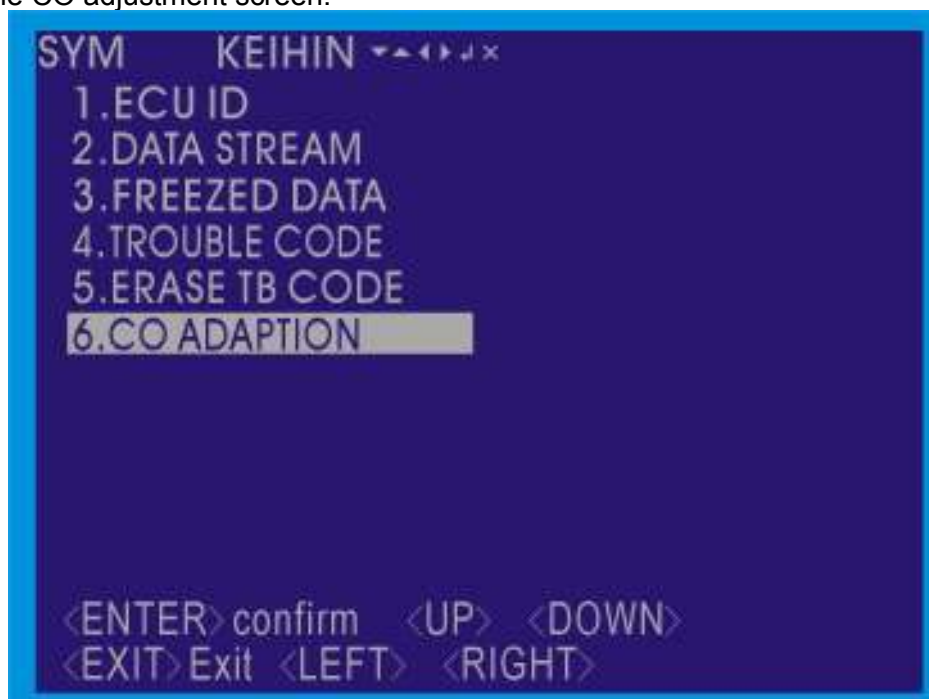 CO adjustment screen.
SYM KEIHIN ▼▲◀▶↲×
1.ECU ID
2.DATA STREAM
3.FREEZED DATA
4.TROUBLE CODE
5.ERASE TB CODE
6.CO ADAPTION
<ENTER> confirm <UP> <DOWN>
<EXIT> Exit <LEFT> <RIGHT>